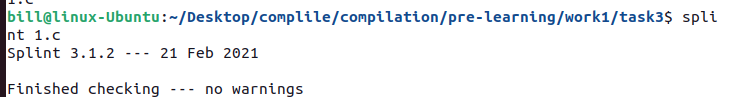 1.c
bill@linux-Ubuntu:~/Desktop/complile/compilation/pre-learning/work1/task3$ spli
nt 1.c
Splint 3.1.2 --- 21 Feb 2021

Finished checking --- no warnings